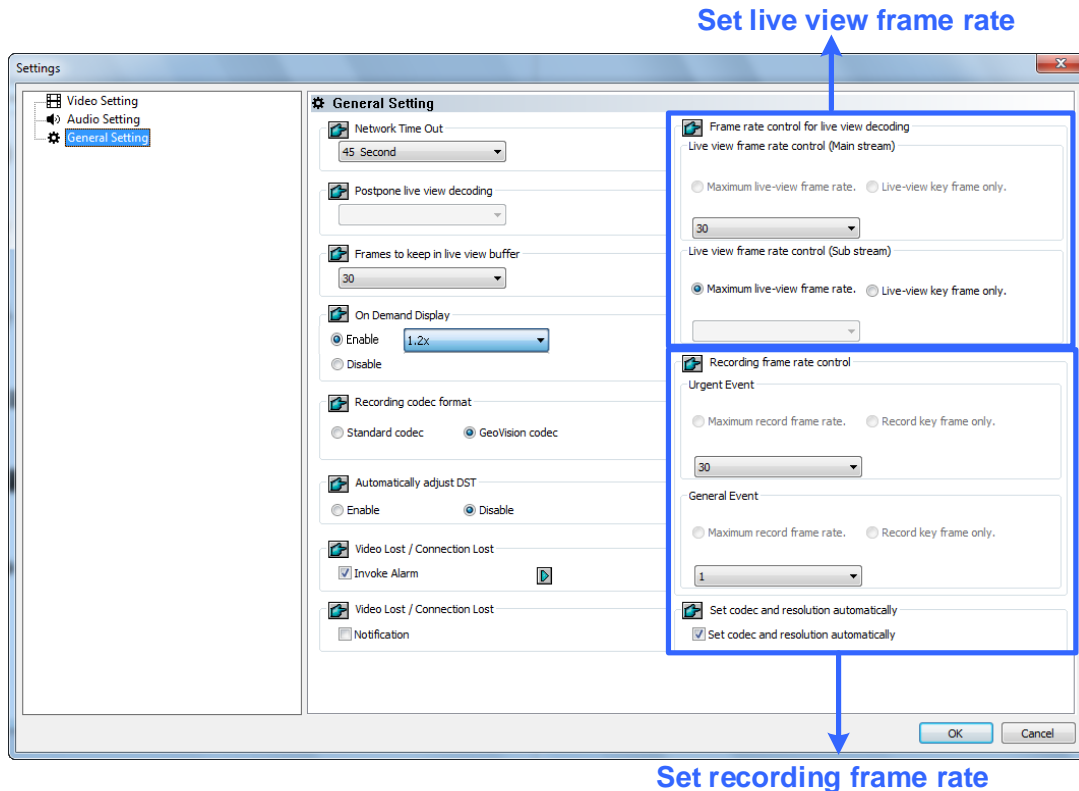 Set live view frame rate
Settings
x
Video Setting
Audio Setting
General Setting
General Setting
Network Time Out
45 Second
Postpone live view decoding
Frames to keep in live view buffer
30
On Demand Display
Enable
1.2x
Disable
Recording codec format
Standard codec
GeoVision codec
Automatically adjust DST
Enable
Disable
Video Lost / Connection Lost
Invoke Alarm
Video Lost / Connection Lost
Notification
Frame rate control for live view decoding
Live view frame rate control (Main stream)
Maximum live-view frame rate.
Live-view key frame only.
30
Live view frame rate control (Sub stream)
Maximum live-view frame rate.
Live-view key frame only.
Recording frame rate control
Urgent Event
Maximum record frame rate.
Record key frame only.
30
General Event
Maximum record frame rate.
Record key frame only.
1
Set codec and resolution automatically
Set codec and resolution automatically
OK
Cancel
Set recording frame rate